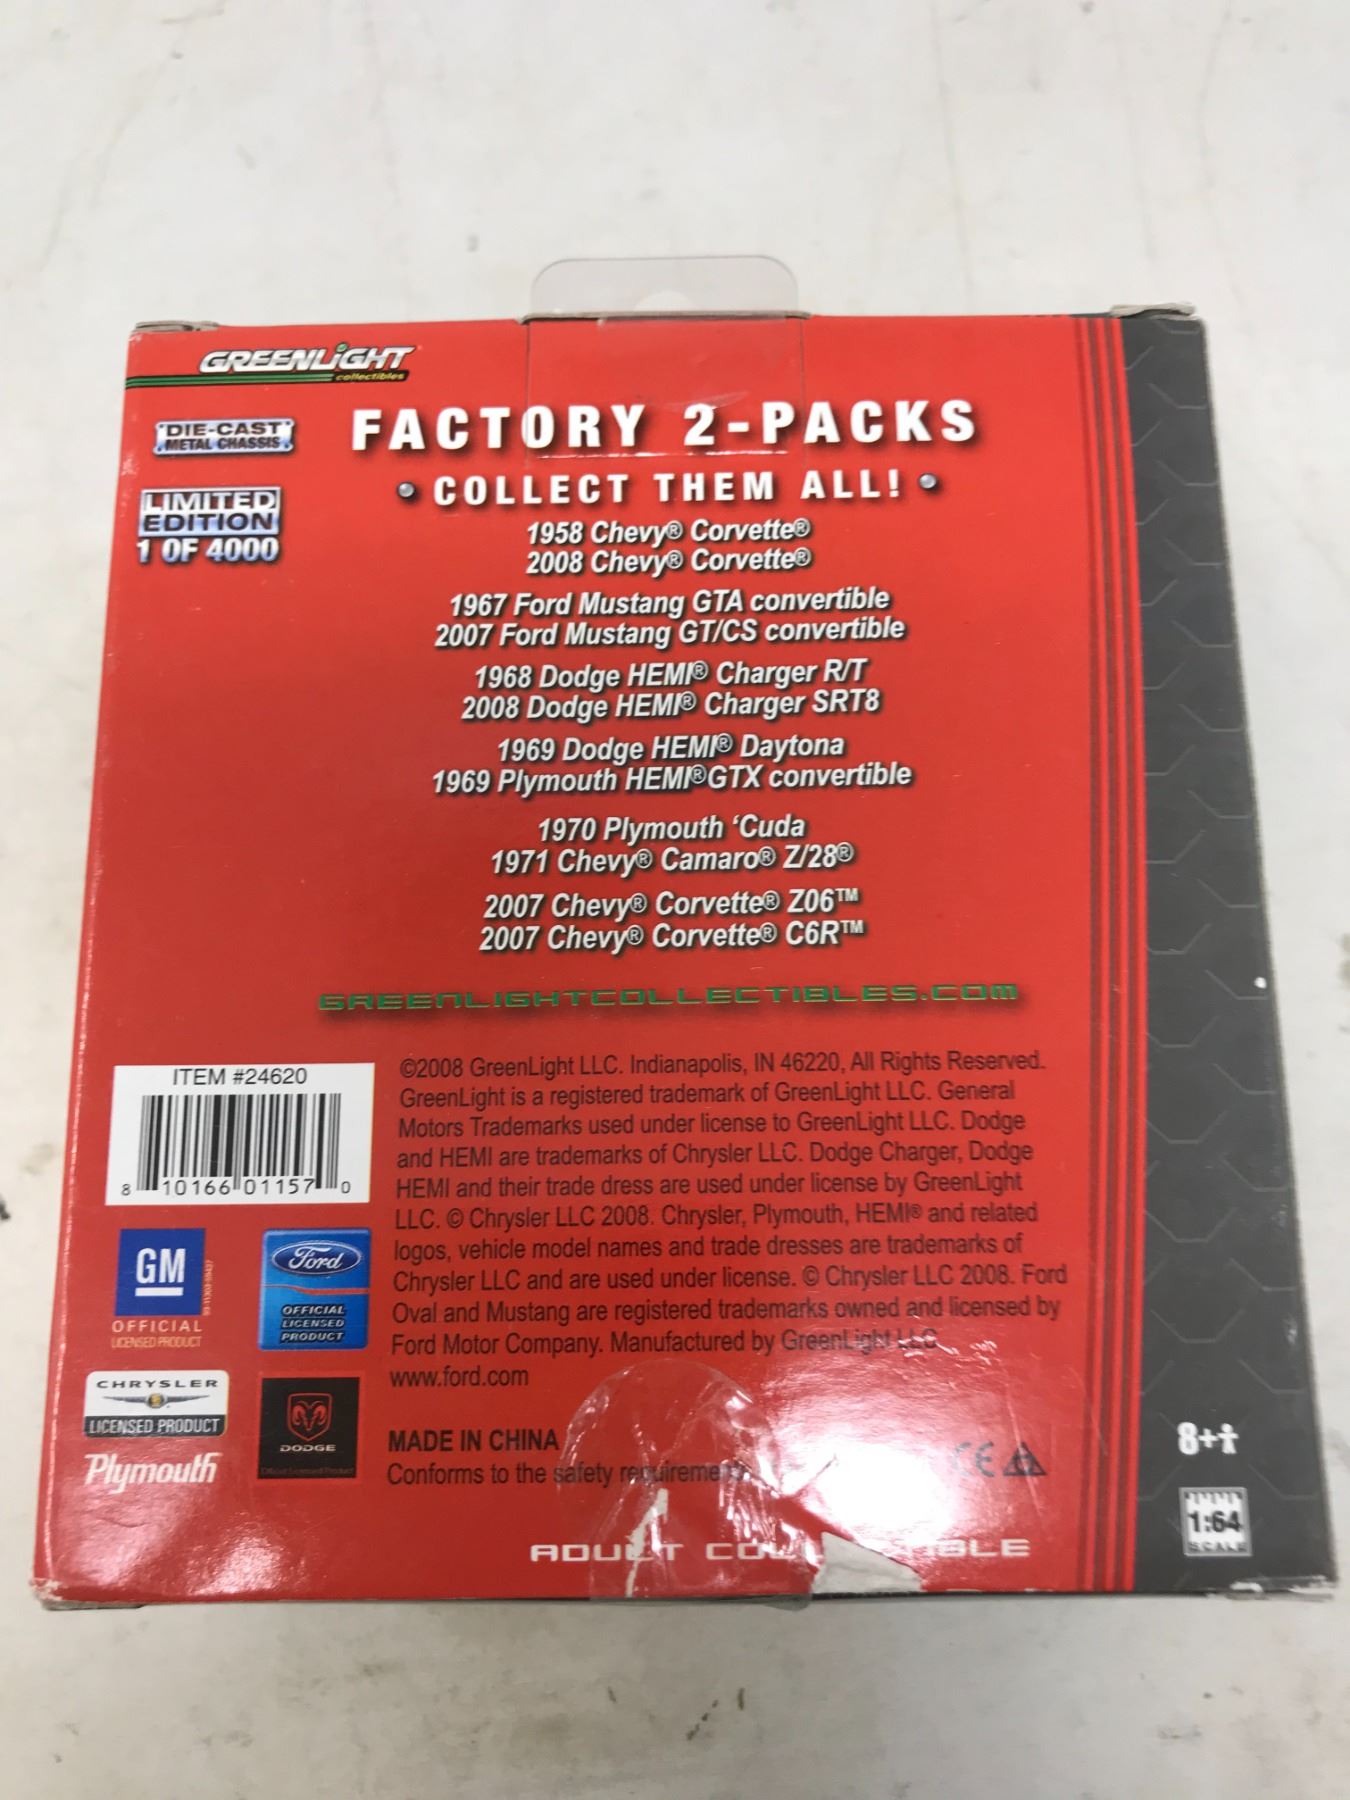 GREENLiGHT
collectibles
DIE-CAST
METAL CHASSIS
LIMITED
EDITION
1 OF 4000
FACTORY 2-PACKS
• COLLECT THEM ALL! •
1958 Chevy® Corvette®
2008 Chevy® Corvette®
1967 Ford Mustang GTA convertible
2007 Ford Mustang GT/CS convertible
1968 Dodge HEMI® Charger R/T
2008 Dodge HEMI® Charger SRT8
1969 Dodge HEMI® Daytona
1969 Plymouth HEMI® GTX convertible
1970 Plymouth ‘Cuda
1971 Chevy® Camaro® Z/28®
2007 Chevy® Corvette® Z06™
2007 Chevy® Corvette® C6R™
GREENLIGHTCOLLECTIBLES.COM
ITEM #24620
8 10166 01157 0
GM
OFFICIAL
LICENSED PRODUCT
Ford
OFFICIAL
LICENSED
PRODUCT
CHRYSLER
LICENSED PRODUCT
Plymouth
DODGE
Official Licensed Product
©2008 GreenLight LLC. Indianapolis, IN 46220, All Rights Reserved.
GreenLight is a registered trademark of GreenLight LLC. General
Motors Trademarks used under license to GreenLight LLC. Dodge
and HEMI are trademarks of Chrysler LLC. Dodge Charger, Dodge
HEMI and their trade dress are used under license by GreenLight
LLC. © Chrysler LLC 2008. Chrysler, Plymouth, HEMI® and related
logos, vehicle model names and trade dresses are trademarks of
Chrysler LLC and are used under license. © Chrysler LLC 2008. Ford
Oval and Mustang are registered trademarks owned and licensed by
Ford Motor Company. Manufactured by GreenLight LLC
www.ford.com
MADE IN CHINA
Conforms to the safety requirement
CE
ADULT COLLECTIBLE
8+
1:64
SCALE